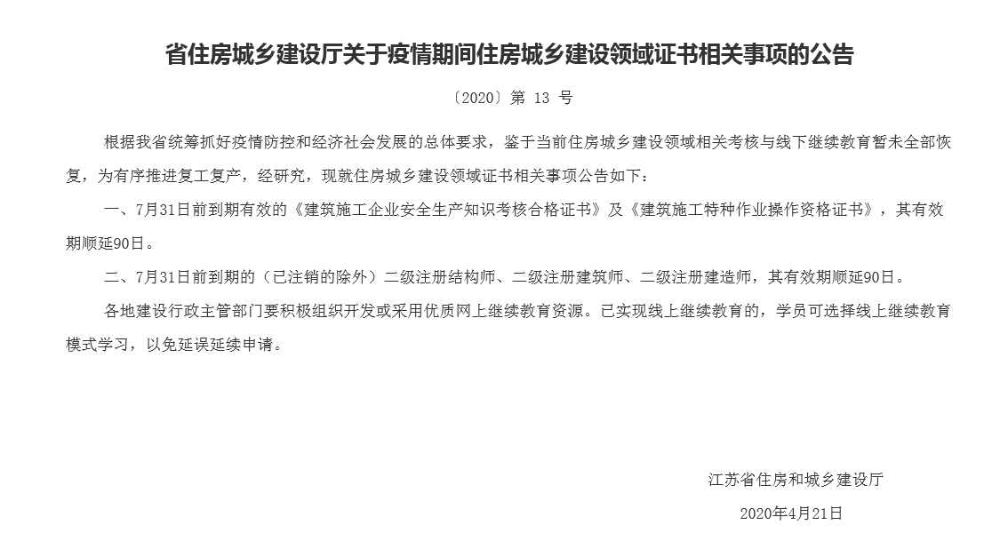 省住房城乡建设厅关于疫情期间住房城乡建设领域证书相关事项的公告
〔2020〕第 13 号
根据我省统筹抓好疫情防控和经济社会发展的总体要求，鉴于当前住房城乡建设领域相关考核与线下继续教育暂未全部恢
复，为有序推进复工复产，经研究，现就住房城乡建设领域证书相关事项公告如下：
一、7月31日前到期有效的《建筑施工企业安全生产知识考核合格证书》及《建筑施工特种作业操作资格证书》，其有效
期顺延90日。
二、7月31日前到期的（已注销的除外）二级注册结构师、二级注册建筑师、二级注册建造师，其有效期顺延90日。
各地建设行政主管部门要积极组织开发或采用优质网上继续教育资源。已实现线上继续教育的，学员可选择线上继续教育
模式学习，以免延误延续申请。
江苏省住房和城乡建设厅
2020年4月21日